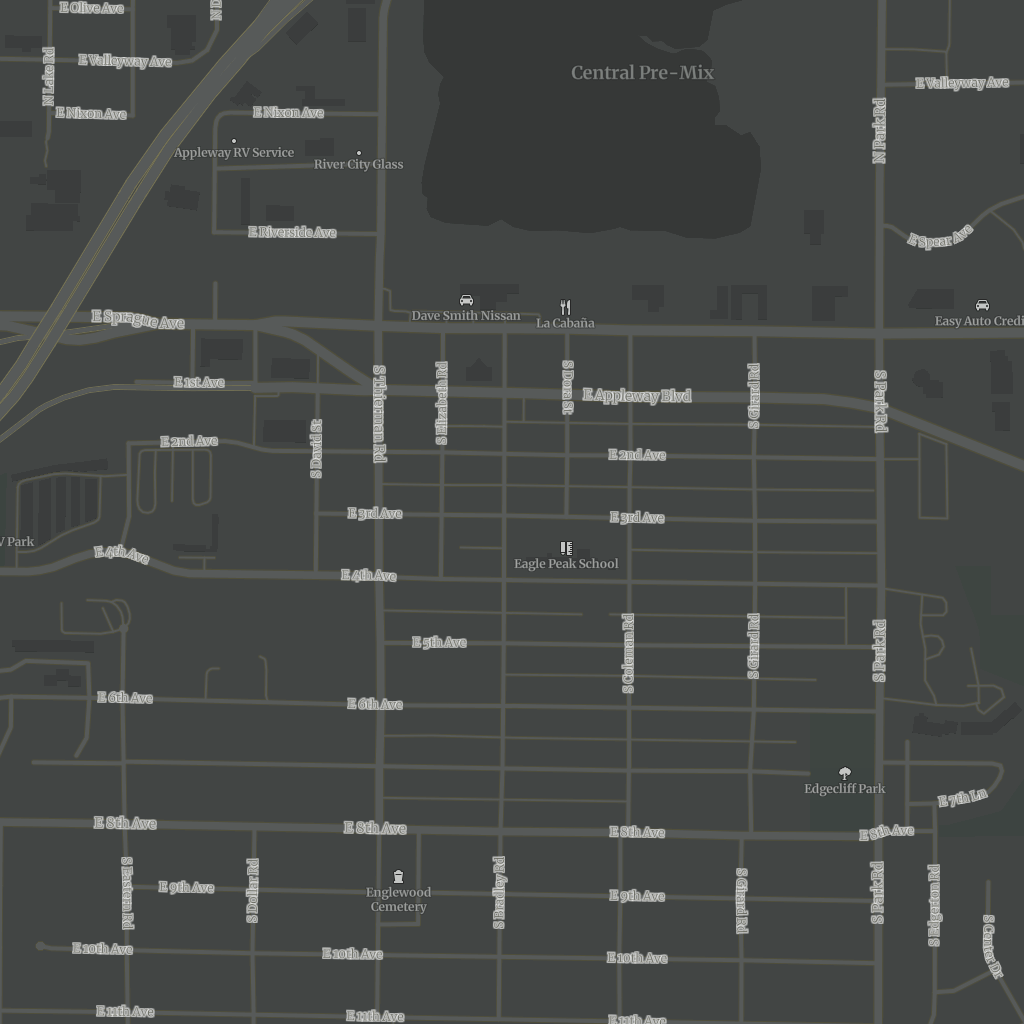 E Olive Ave
N D
E Valleyway Ave
N Lake Rd
Central Pre-Mix
E Valleyway Ave
E Nixon Ave
E Nixon Ave
N Park Rd
Appleway RV Service
River City Glass
E Riverside Ave
E Spear Ave
E Sprague Ave
Dave Smith Nissan
La Cabaña
Easy Auto Credi
E 1st Ave
S Thierman Rd
S Elizabeth Rd
S Dora St
E Appleway Blvd
S Girard Rd
S Park Rd
E 2nd Ave
S David St
E 2nd Ave
E 3rd Ave
E 3rd Ave
V Park
E 4th Ave
Eagle Peak School
E 4th Ave
E 5th Ave
S Coleman Rd
S Girard Rd
S Park Rd
E 6th Ave
E 6th Ave
Edgecliff Park
E 7th Ln
E 8th Ave
E 8th Ave
E 8th Ave
E 8th Ave
S Eastern Rd
E 9th Ave
S Dollar Rd
Englewood
Cemetery
S Bradley Rd
E 9th Ave
S Girard Rd
S Park Rd
S Edgerton Rd
S Center Dr
E 10th Ave
E 10th Ave
E 10th Ave
E 11th Ave
E 11th Ave
E 11th Ave